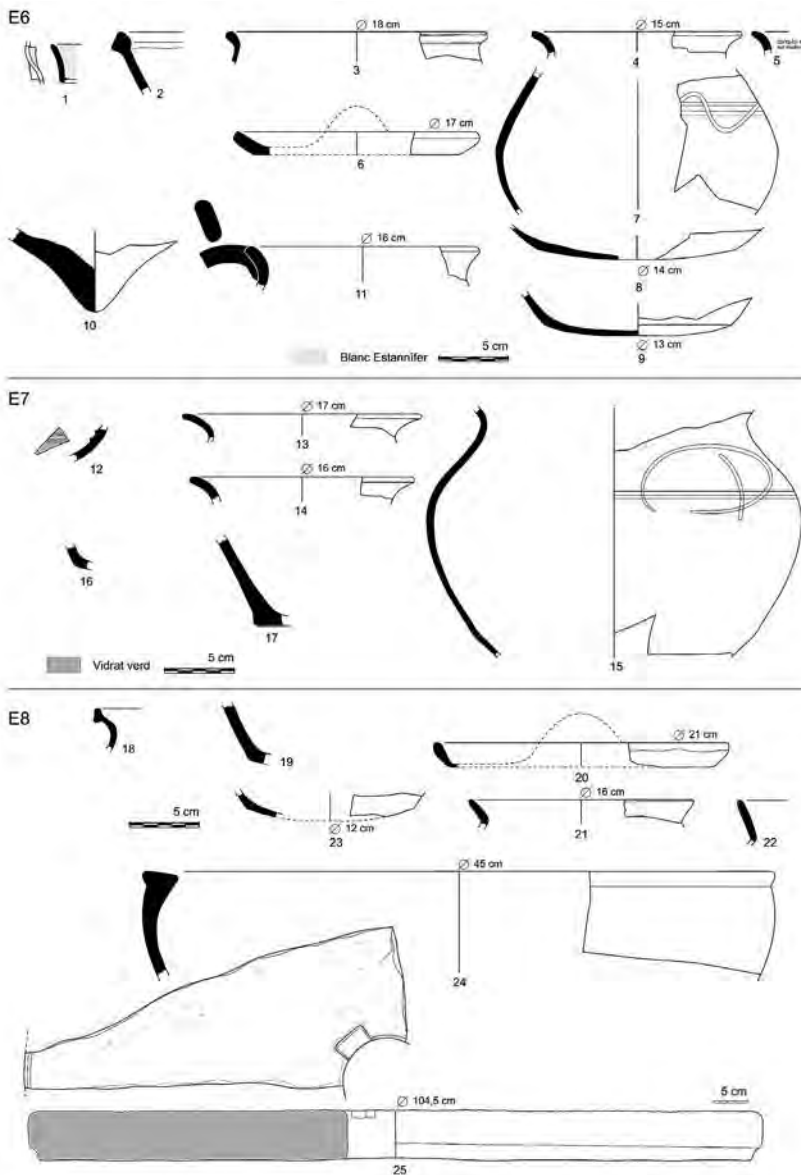 E6
Ø 18 cm
Ø 15 cm
1
2
3
4
5
Ø 17 cm
6
7
Ø 16 cm
Ø 14 cm
8
10
11
Ø 13 cm
9
Blanc Estannífer
5 cm
E7
Ø 17 cm
12
13
Ø 16 cm
14
16
17
15
Vidrat verd
5 cm
E8
18
19
Ø 21 cm
20
5 cm
Ø 12 cm
23
Ø 16 cm
21
22
Ø 45 cm
24
Ø 104,5 cm
5 cm
25